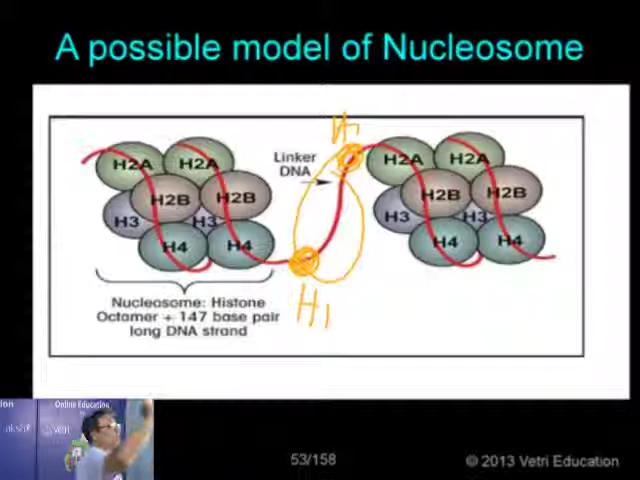 A possible model of Nucleosome
H2A H2A
H2B H2B
H3 H3
H4 H4
Linker
DNA
H1
H2A H2A
H2B H2B
H3 H3
H4 H4
Nucleosome: Histone
Octamer + 147 base pair
long DNA strand
H1
Online Education
53/158
© 2013 Vetri Education